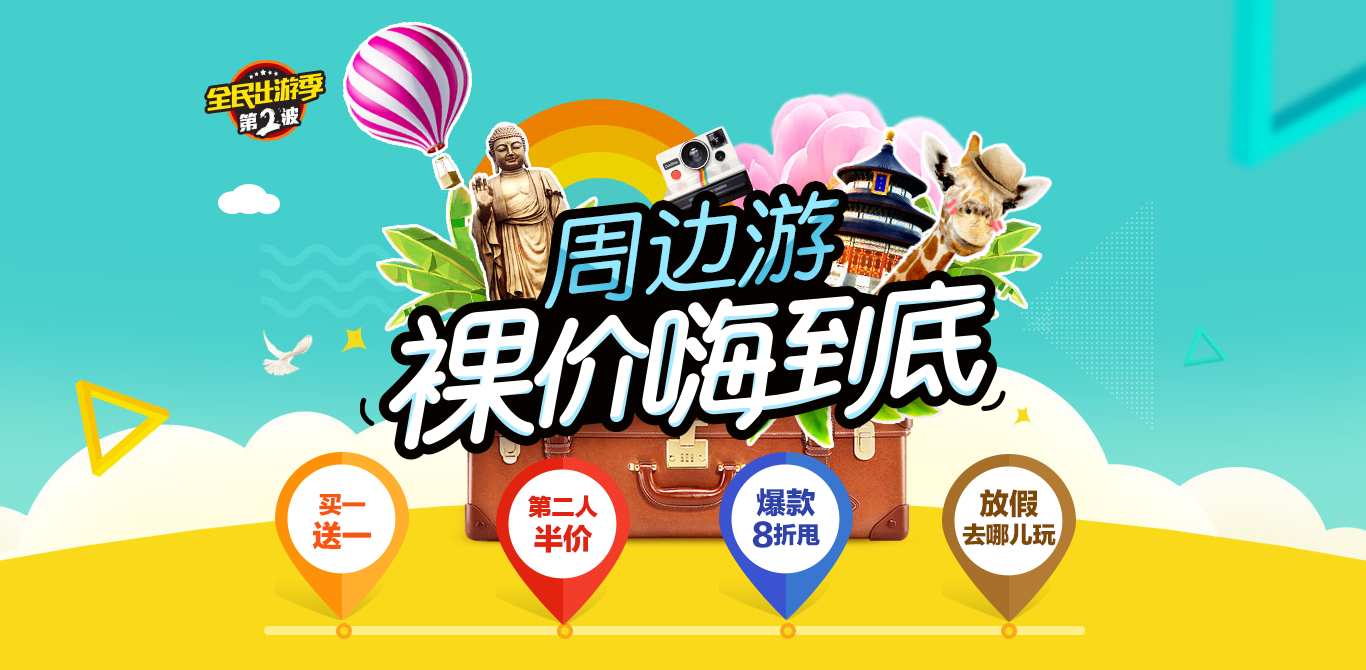 全民出游季
第2波
周边游
裸价嗨到底
买一
送一
第二人
半价
爆款
8折甩
放假
去哪儿玩